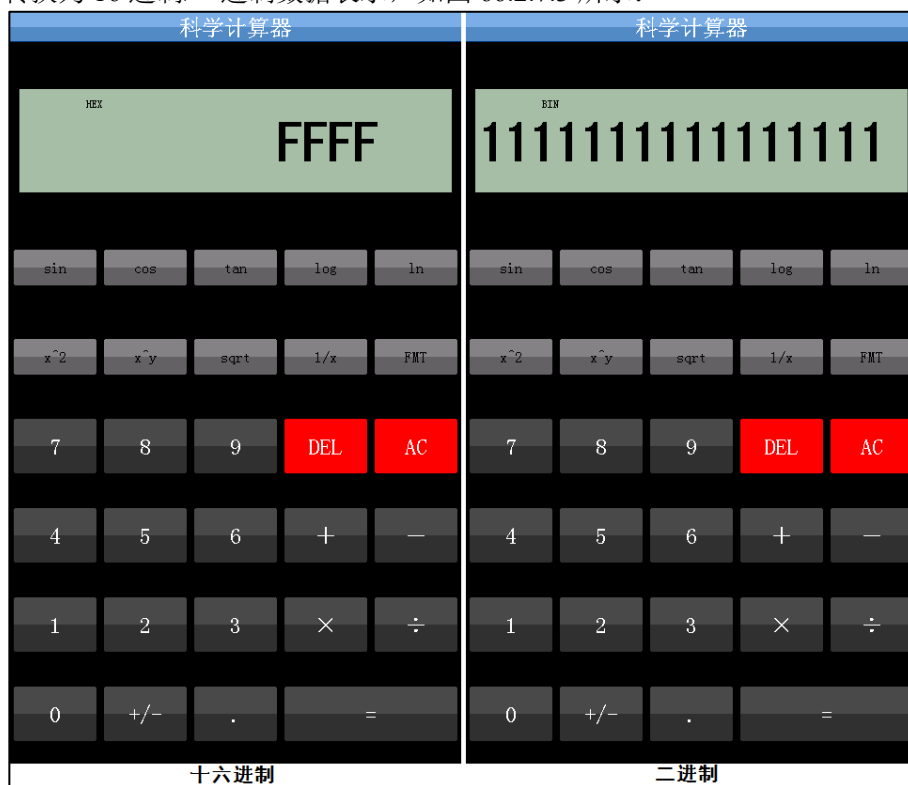 科学计算器
HEX
FFFF
sin cos tan log ln
x^2 x^y sqrt 1/x FMT
7 8 9 DEL AC
4 5 6 + −
1 2 3 × ÷
0 +/− . =
十六进制
科学计算器
BIN
1111111111111111
sin cos tan log ln
x^2 x^y sqrt 1/x FMT
7 8 9 DEL AC
4 5 6 + −
1 2 3 × ÷
0 +/− . =
二进制